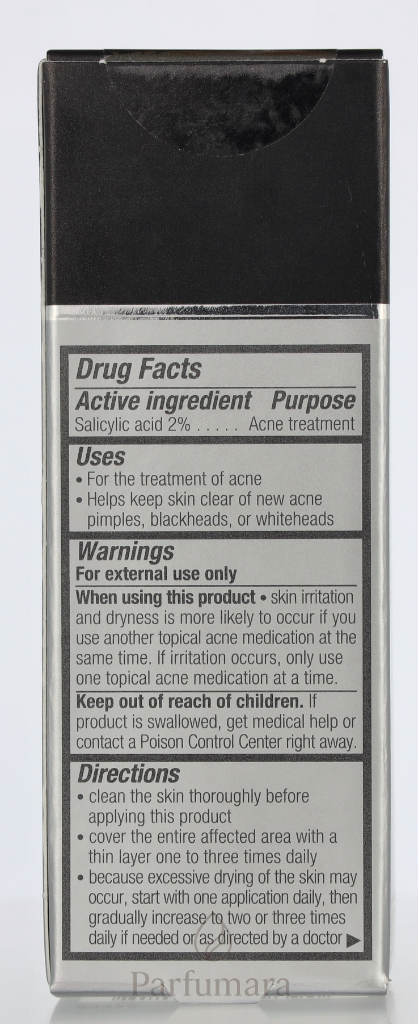 Drug Facts
Active ingredient Purpose
Salicylic acid 2% . . . . . Acne treatment
Uses
• For the treatment of acne
• Helps keep skin clear of new acne
pimples, blackheads, or whiteheads
Warnings
For external use only
When using this product • skin irritation
and dryness is more likely to occur if you
use another topical acne medication at the
same time. If irritation occurs, only use
one topical acne medication at a time.
Keep out of reach of children. If
product is swallowed, get medical help or
contact a Poison Control Center right away.
Directions
• clean the skin thoroughly before
applying this product
• cover the entire affected area with a
thin layer one to three times daily
• because excessive drying of the skin may
occur, start with one application daily, then
gradually increase to two or three times
daily if needed or as directed by a doctor ▶
Parfumara